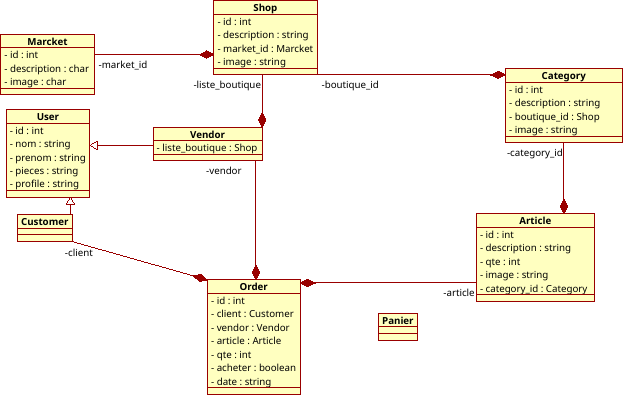 Shop
- id : int
- description : string
- market_id : Marcket
- image : string
Marcket
- id : int
- description : char
- image : char
-market_id
-liste_boutique
-boutique_id
Category
- id : int
- description : string
- boutique_id : Shop
- image : string
User
- id : int
- nom : string
- prenom : string
- pieces : string
- profile : string
Vendor
- liste_boutique : Shop
-category_id
-vendor
Customer
-client
Article
- id : int
- description : string
- qte : int
- image : string
- category_id : Category
-article
Order
- id : int
- client : Customer
- vendor : Vendor
- article : Article
- qte : int
- acheter : boolean
- date : string
Panier